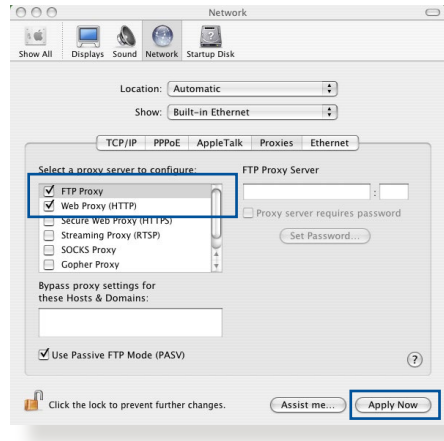 Network
Show All Displays Sound Network Startup Disk
Location: Automatic
Show: Built-in Ethernet
TCP/IP PPPoE AppleTalk Proxies Ethernet
Select a proxy server to configure: FTP Proxy Server
FTP Proxy
:
Web Proxy (HTTP)
Proxy server requires password
Secure Web Proxy (HTTPS)
Streaming Proxy (RTSP) Set Password...
SOCKS Proxy
Gopher Proxy
Bypass proxy settings for
these Hosts & Domains:
Use Passive FTP Mode (PASV) ?
Click the lock to prevent further changes. Assist me... Apply Now